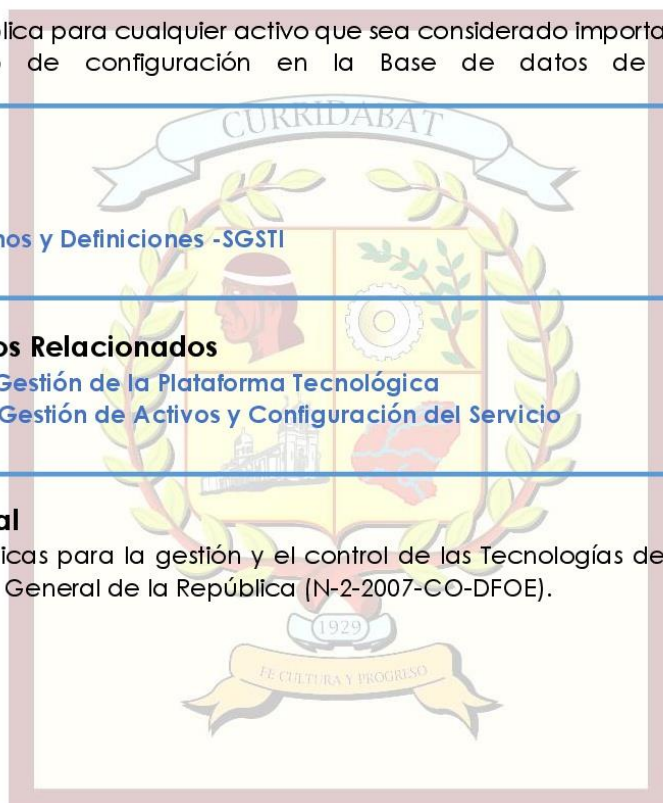 lica para cualquier activo que sea considerado importa
de configuración en la Base de datos de
CURRIDABAT
nos y Definiciones -SGSTI
os Relacionados
Gestión de la Plataforma Tecnológica
Gestión de Activos y Configuración del Servicio
al
icas para la gestión y el control de las Tecnologías de
General de la República (N-2-2007-CO-DFOE).
1929
FE CULTURA Y PROGRESO